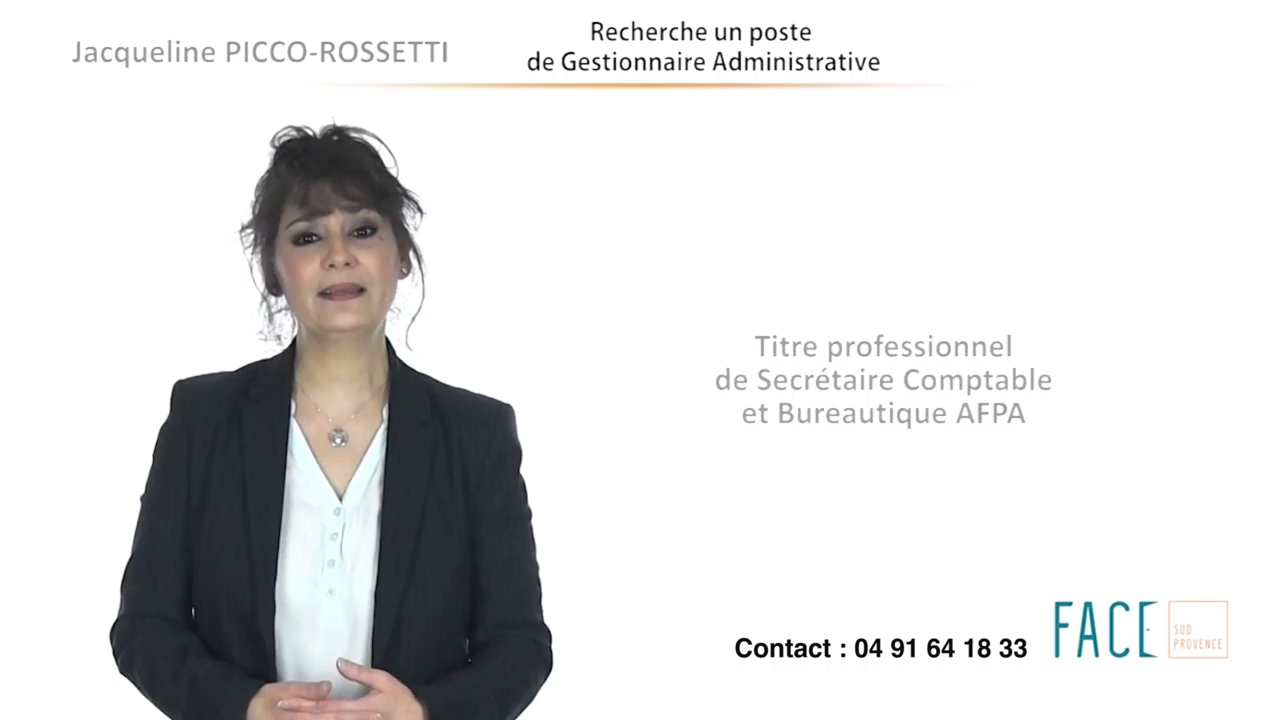 Jacqueline PICCO-ROSSETTI
Recherche un poste
de Gestionnaire Administrative
Titre professionnel
de Secrétaire Comptable
et Bureautique AFPA
Contact : 04 91 64 18 33
FACE
SUD
PROVENCE